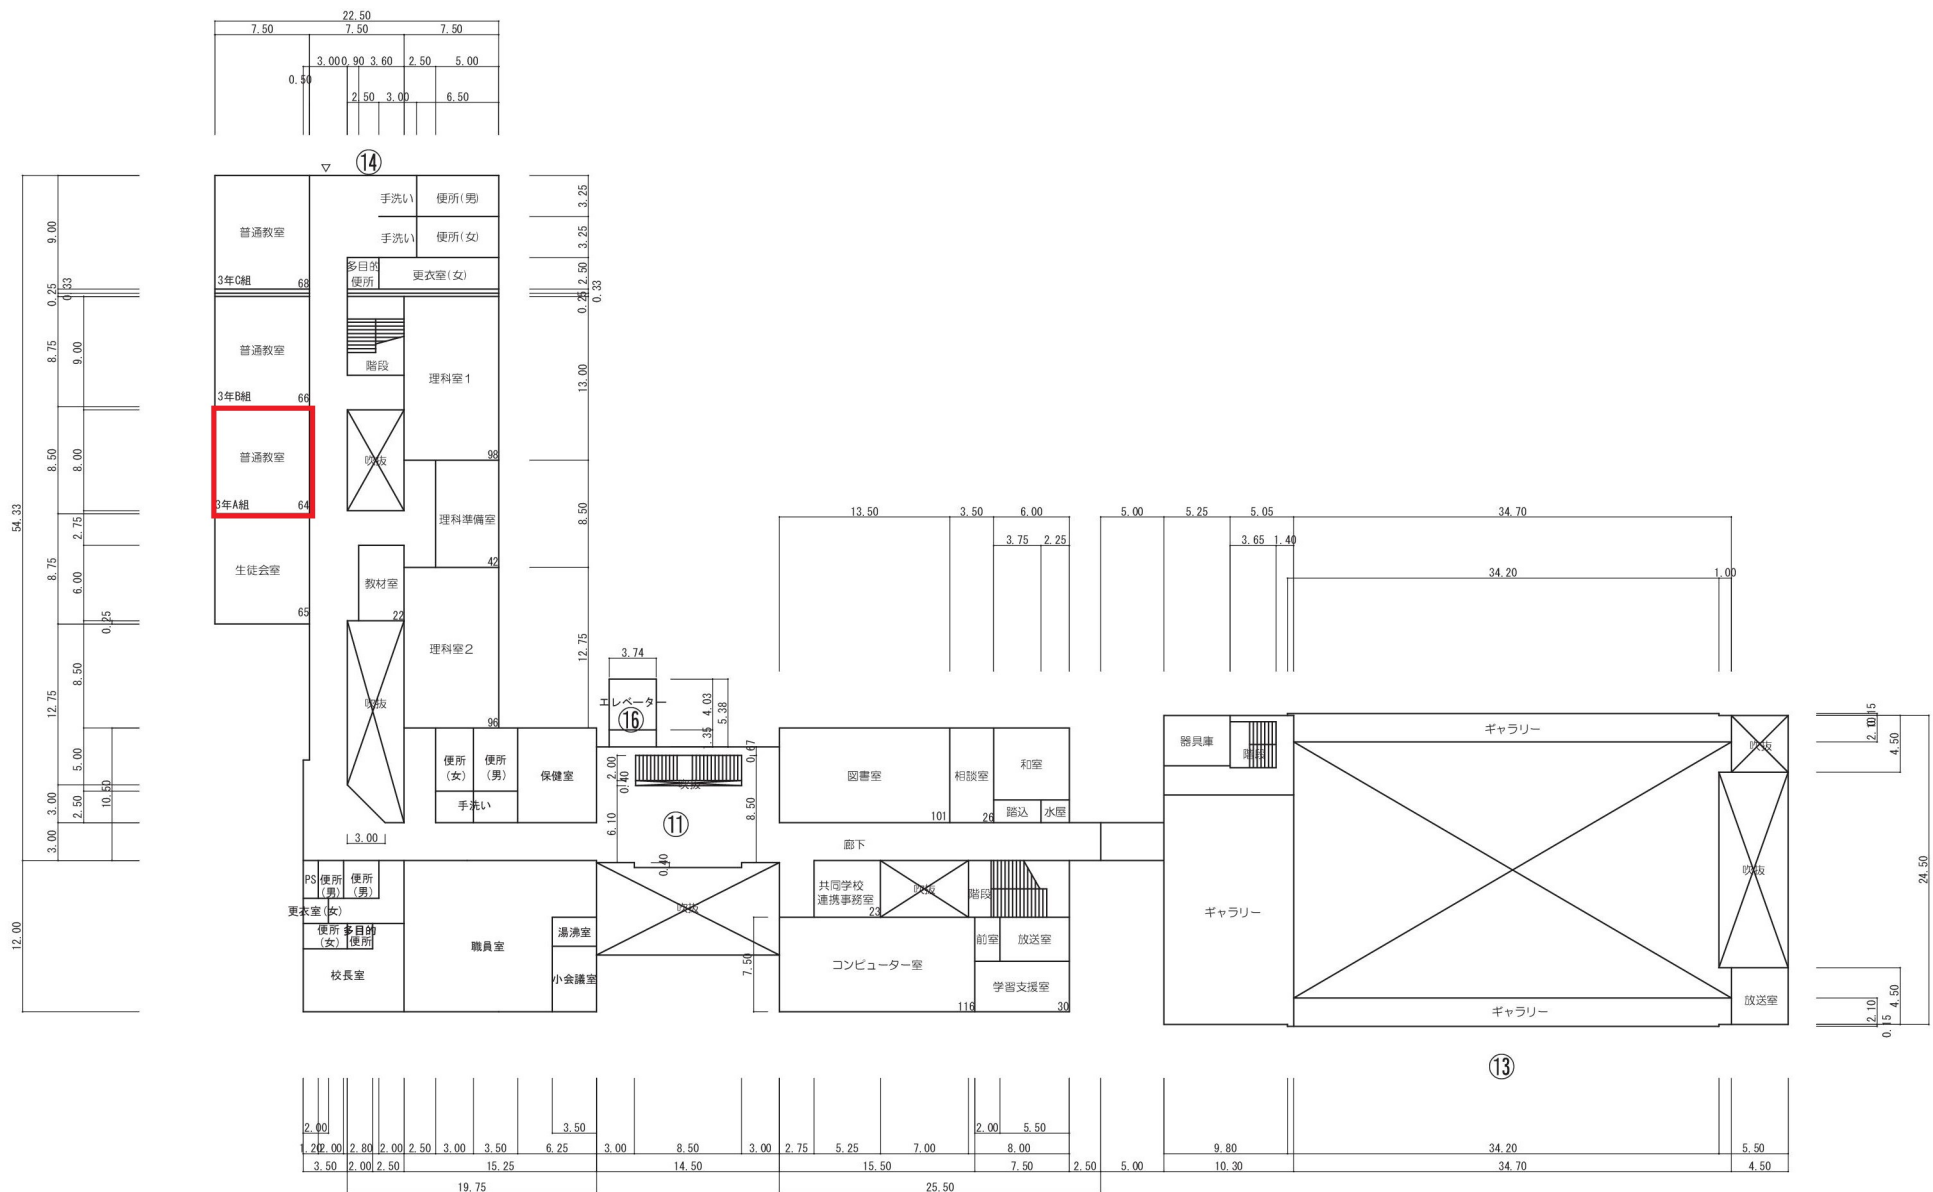 22.50
7.50 7.50 7.50
3.00 0.90 3.60 2.50 5.00
0.50
2.50 3.00 6.50
⑭
手洗い 便所(男)
手洗い 便所(女)
多目的
便所
更衣室(女)
普通教室
3年C組 68
普通教室
3年B組 66
階段
理科室1
98
普通教室
3年A組 64
吹抜
理科準備室
42
生徒会室
65
教材室
22
理科室2
96
吹抜
54.33
12.00
9.00
0.25
0.33
8.75
8.50
8.75
12.75
3.00
3.00
9.00
8.00
2.75
6.00
8.50
5.00
2.50
0.25
10.50
3.25
3.25
2.50
0.25
0.33
13.00
8.50
12.75
3.74
エレベーター
⑯
4.03
5.38
.35
0.67
便所
(女)
便所
(男)
保健室
手洗い
3.00
2.00
0.40
6.10
吹抜
⑪
8.50
0.40
13.50 3.50 6.00
3.75 2.25
5.00 5.25 5.05 34.70
3.65 1.40
34.20 1.00
図書室
101
相談室
26
和室
踏込 水屋
廊下
器具庫
階段
ギャラリー
吹抜
2.10
0.15
4.50
24.50
PS
便所
(男)
便所
(男)
更衣室(女)
便所
(女)
多目的
便所
校長室
職員室
湯沸室
小会議室
吹抜
共同学校
連携事務室
23
吹抜
階段
コンピューター室
116
前室 放送室
学習支援室
30
7.50
ギャラリー
吹抜
放送室
ギャラリー
4.50
2.10
0.15
⑬
2.00 3.50 2.00 5.50
1.20 2.00 2.80 2.00 2.50 3.00 3.50 6.25 3.00 8.50 3.00 2.75 5.25 7.00 8.00 9.80 34.20 5.50
3.50 2.00 2.50 15.25 14.50 15.50 7.50 2.50 5.00 10.30 34.70 4.50
19.75 25.50